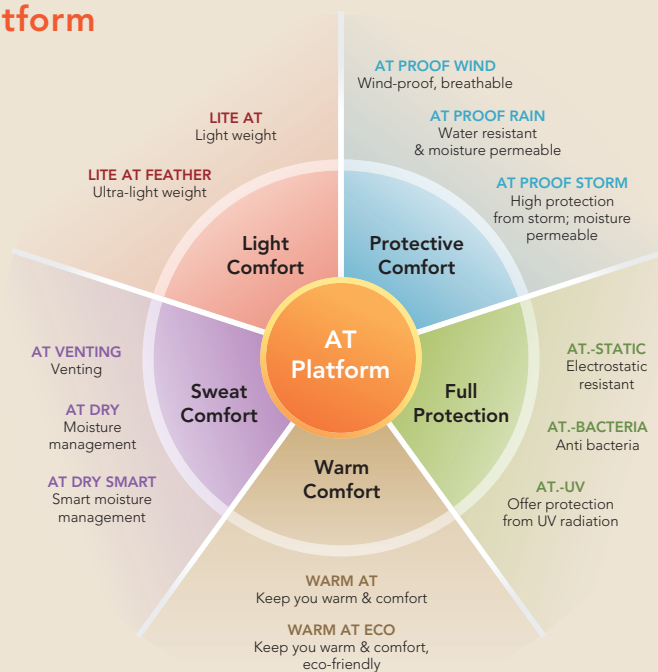 tform
AT PROOF WIND
Wind-proof, breathable
AT PROOF RAIN
Water resistant
& moisture permeable
AT PROOF STORM
High protection
from storm; moisture
permeable
LITE AT
Light weight
LITE AT FEATHER
Ultra-light weight
Light
Comfort
Protective
Comfort
AT
Platform
Sweat
Comfort
Full
Protection
Warm
Comfort
AT VENTING
Venting
AT DRY
Moisture
management
AT DRY SMART
Smart moisture
management
AT.-STATIC
Electrostatic
resistant
AT.-BACTERIA
Anti bacteria
AT.-UV
Offer protection
from UV radiation
WARM AT
Keep you warm & comfort
WARM AT ECO
Keep you warm & comfort,
eco-friendly